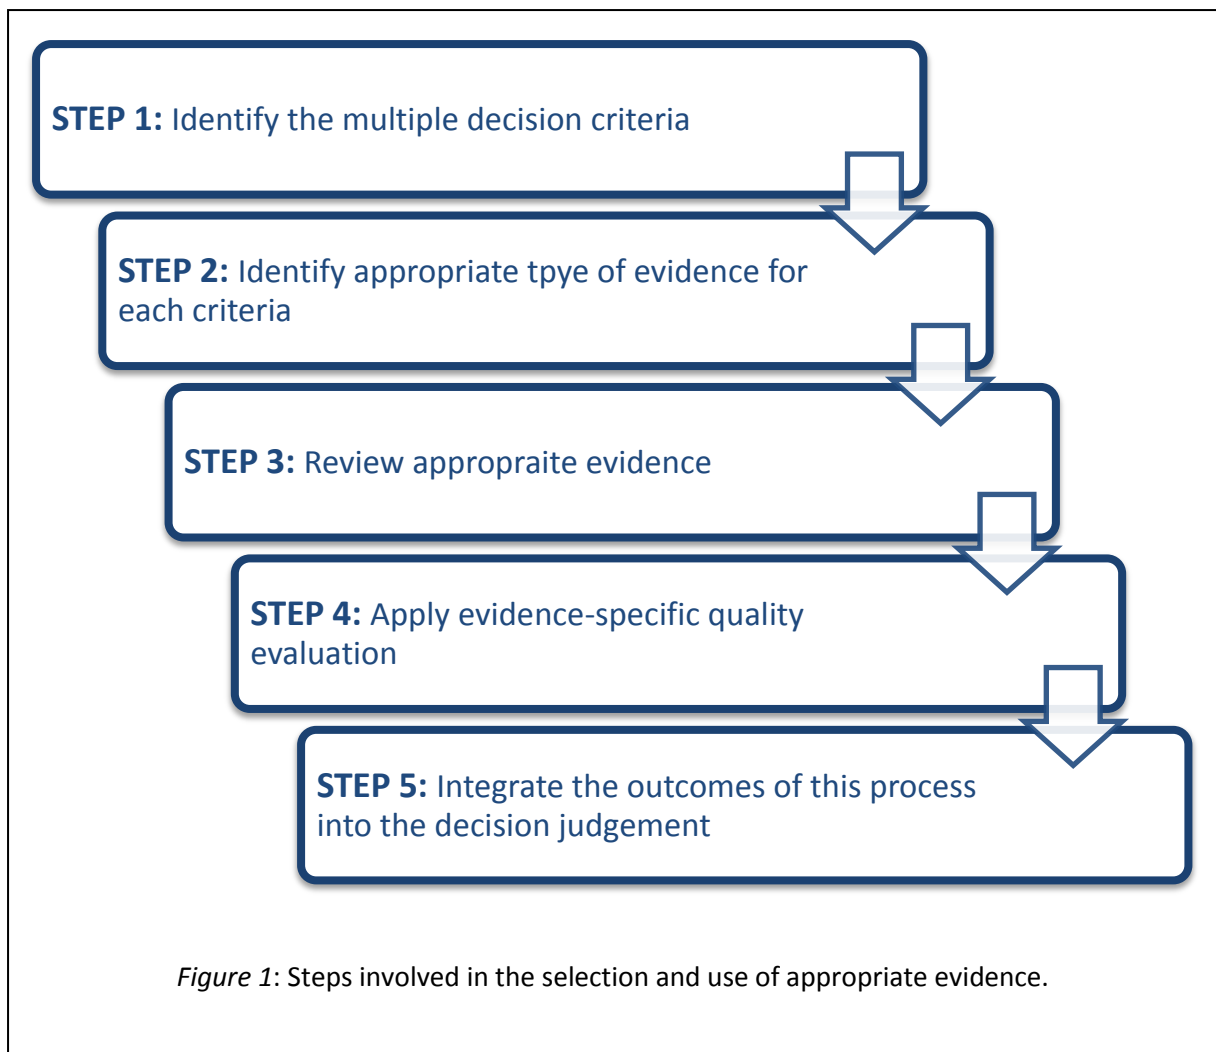 STEP 1: Identify the multiple decision criteria
STEP 2: Identify appropriate tpye of evidence for
each criteria
STEP 3: Review appropraite evidence
STEP 4: Apply evidence-specific quality
evaluation
STEP 5: Integrate the outcomes of this process
into the decision judgement
Figure 1: Steps involved in the selection and use of appropriate evidence.